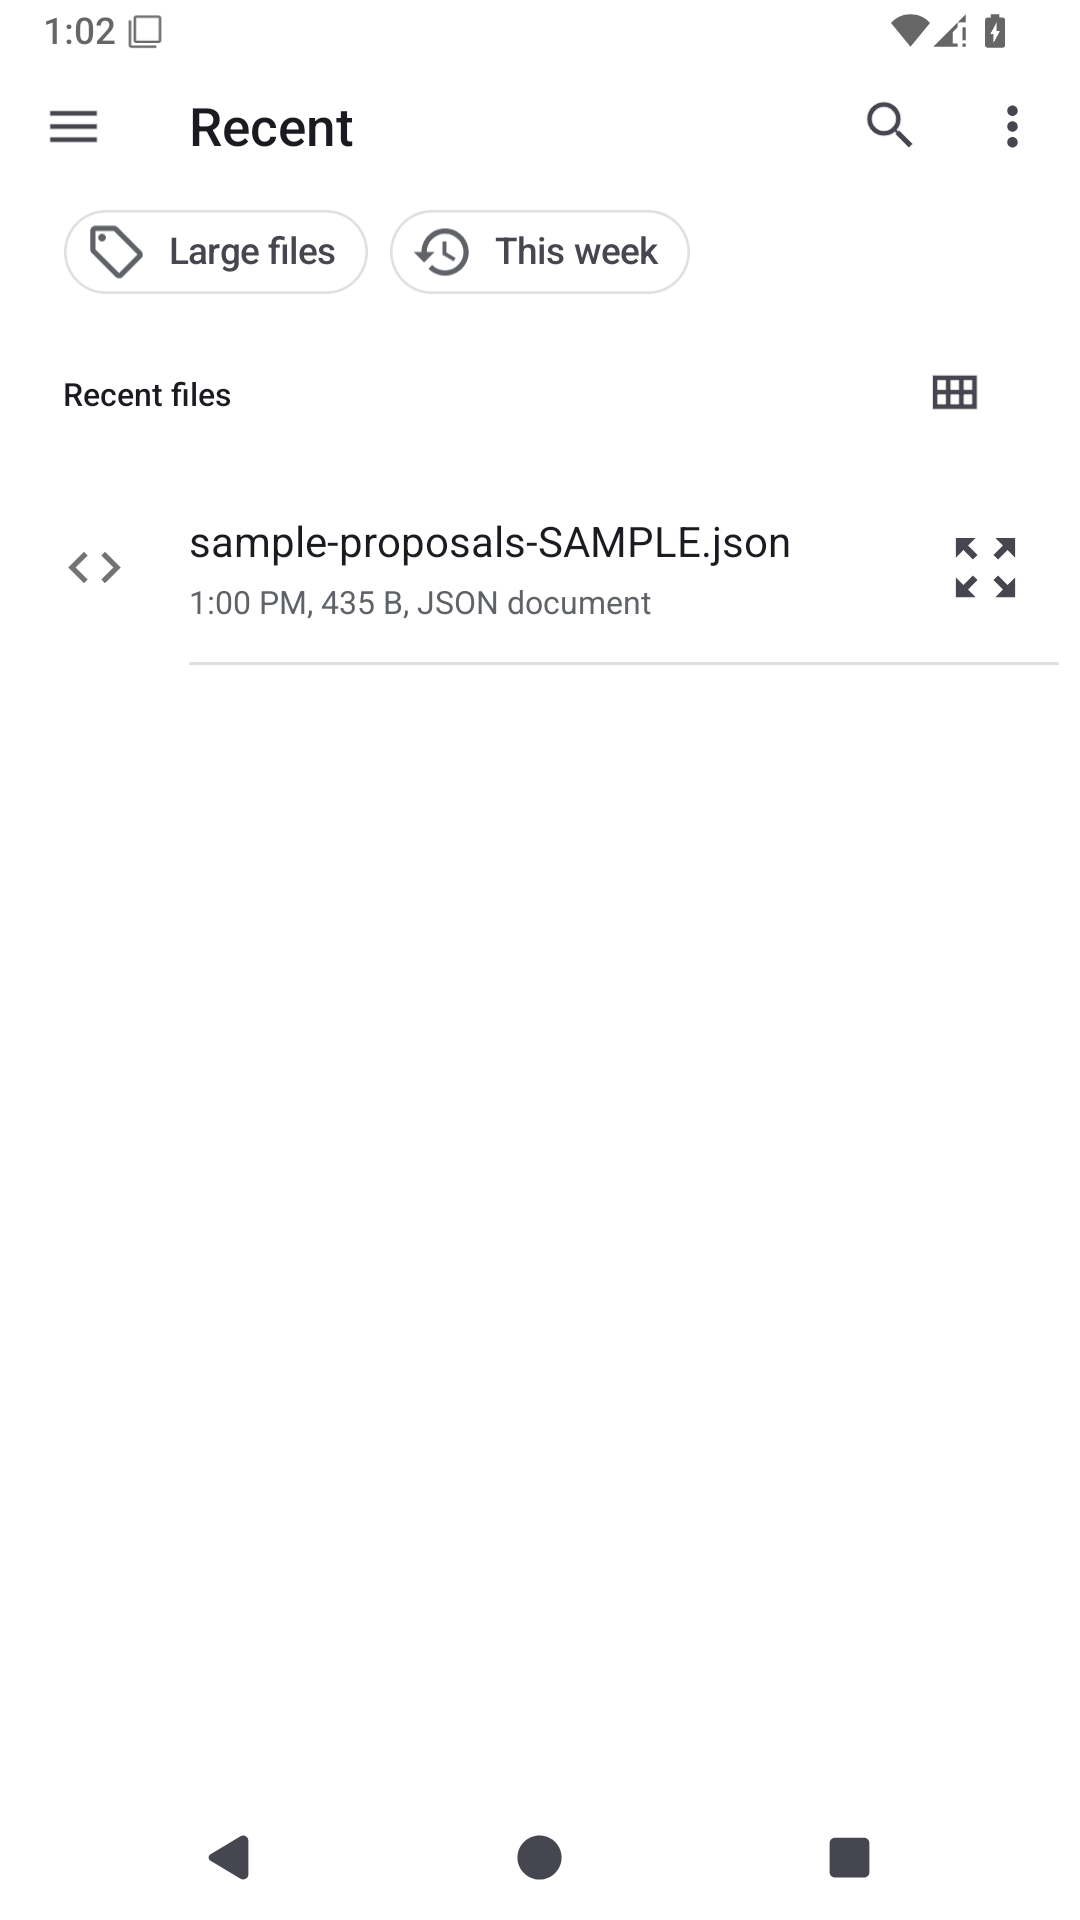 1:02
Recent
Large files
This week
Recent files
sample-proposals-SAMPLE.json
1:00 PM, 435 B, JSON document